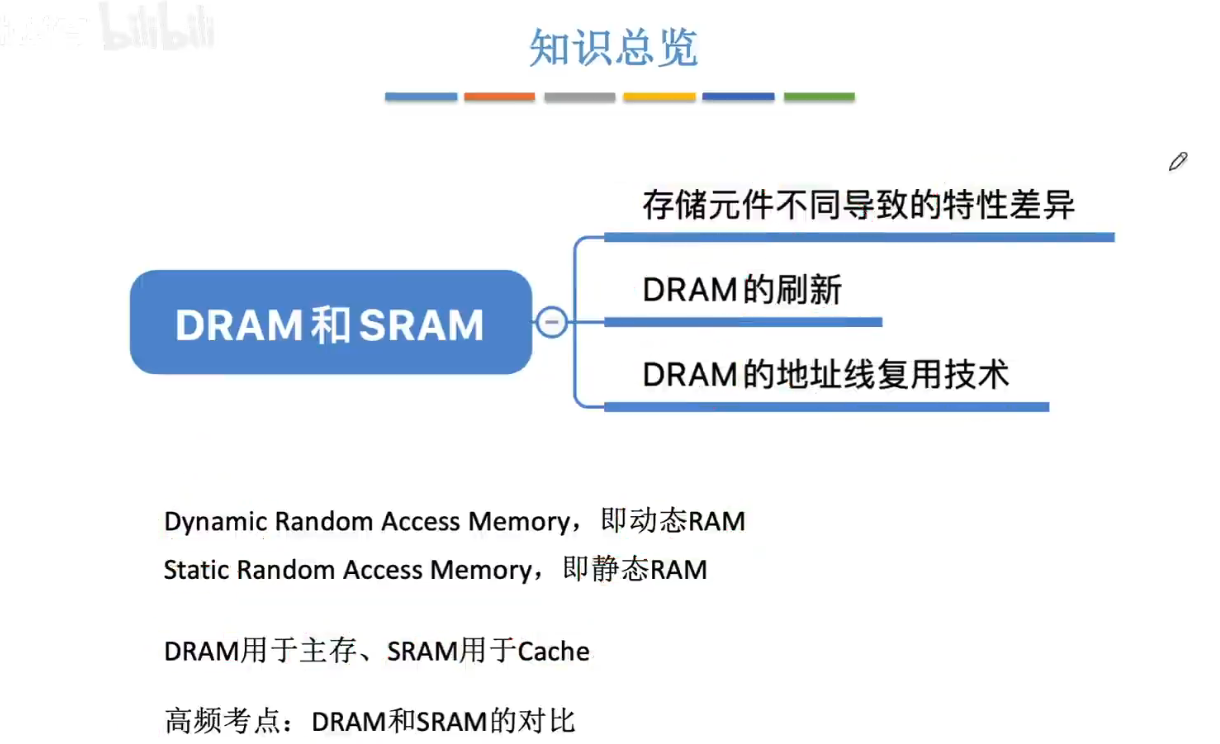 bilibili
知识总览
存储元件不同导致的特性差异
DRAM和SRAM
DRAM的刷新
DRAM的地址线复用技术
Dynamic Random Access Memory，即动态RAM
Static Random Access Memory，即静态RAM
DRAM用于主存、SRAM用于Cache
高频考点：DRAM和SRAM的对比